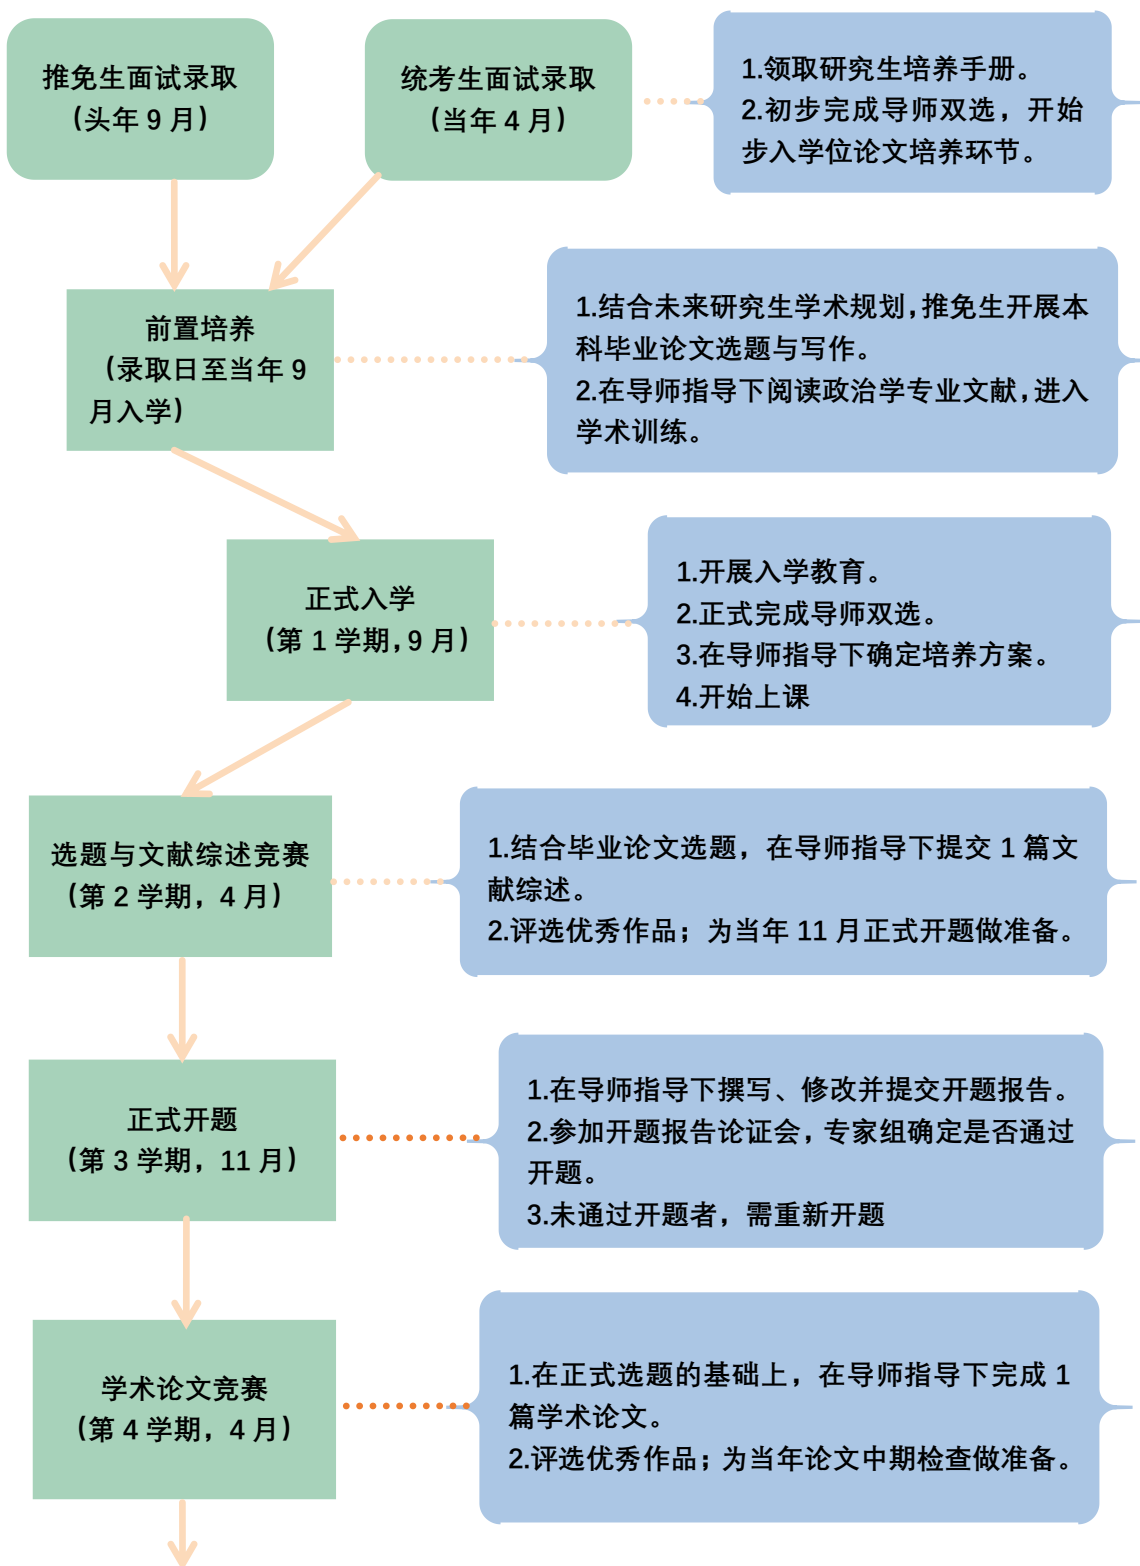 推免生面试录取
（头年 9 月）
统考生面试录取
（当年 4 月）
1.领取研究生培养手册。
2.初步完成导师双选，开始
步入学位论文培养环节。
前置培养
（录取日至当年 9
月入学）
1.结合未来研究生学术规划，推免生开展本
科毕业论文选题与写作。
2.在导师指导下阅读政治学专业文献，进入
学术训练。
正式入学
（第 1 学期，9 月）
1.开展入学教育。
2.正式完成导师双选。
3.在导师指导下确定培养方案。
4.开始上课
选题与文献综述竞赛
（第 2 学期，4 月）
1.结合毕业论文选题，在导师指导下提交 1 篇文
献综述。
2.评选优秀作品；为当年 11 月正式开题做准备。
正式开题
（第 3 学期，11 月）
1.在导师指导下撰写、修改并提交开题报告。
2.参加开题报告论证会，专家组确定是否通过
开题。
3.未通过开题者，需重新开题
学术论文竞赛
（第 4 学期，4 月）
1.在正式选题的基础上，在导师指导下完成 1
篇学术论文。
2.评选优秀作品；为当年论文中期检查做准备。